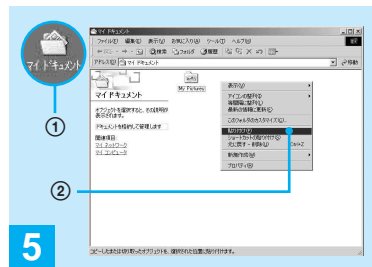 マイ ドキュメント
①
マイ ドキュメント
ファイル(F) 編集(E) 表示(V) お気に入り(A) ツール(T) ヘルプ(H)
検索 フォルダ 履歴
アドレス(D) マイ ドキュメント 移動
マイ ドキュメント
My Pictures
オブジェクトを選択すると、その説明が
表示されます。
ドキュメントを格納して管理します
関連項目:
マイ ネットワーク
マイ コンピュータ
表示(V)
アイコンの整列(I)
等間隔に整列(L)
最新の情報に更新(E)
このフォルダのカスタマイズ(C)...
貼り付け(P)
ショートカットの貼り付け(S)
元に戻す - 削除(U) Ctrl+Z
新規作成(W)
プロパティ(R)
②
コピーしたまたは切り取ったオブジェクトを、選択された位置に貼り付けます。
5